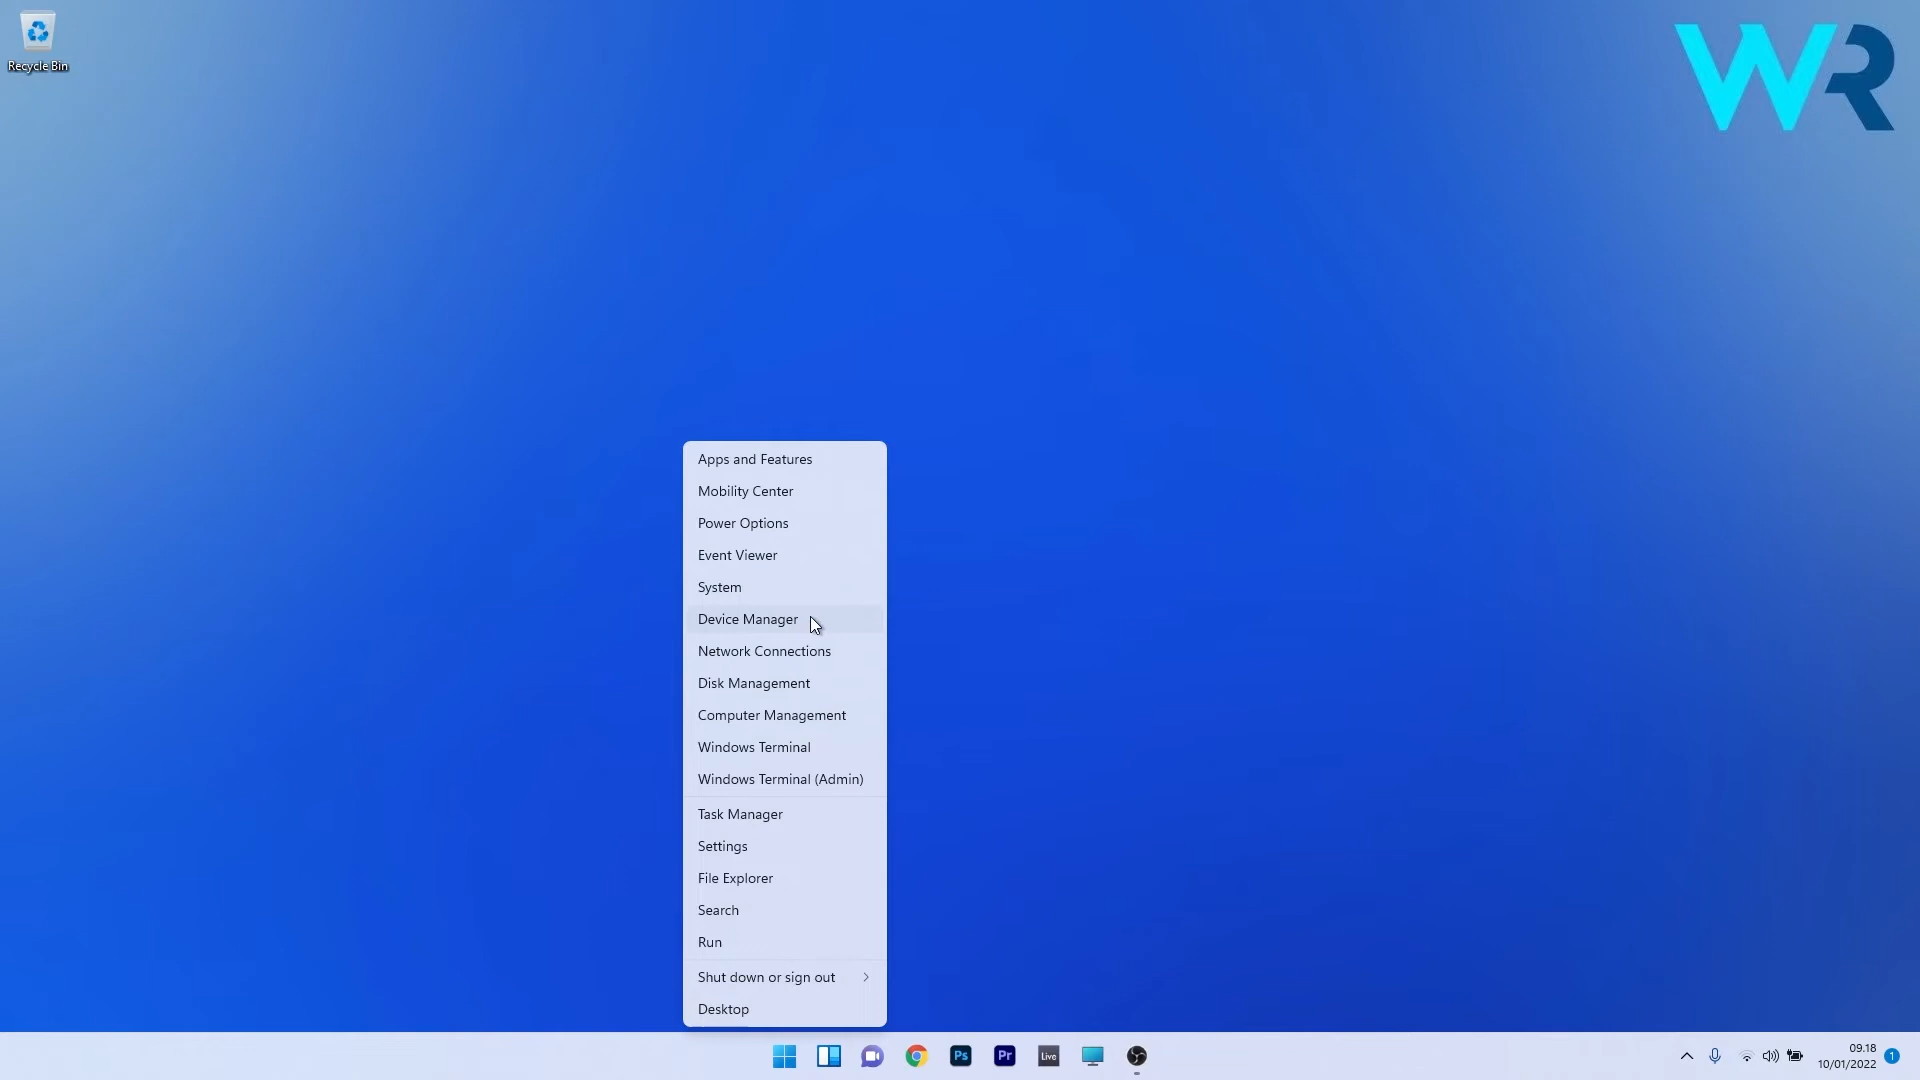 Recycle Bin
WR
Apps and Features
Mobility Center
Power Options
Event Viewer
System
Device Manager
Network Connections
Disk Management
Computer Management
Windows Terminal
Windows Terminal (Admin)
Task Manager
Settings
File Explorer
Search
Run
Shut down or sign out
Desktop
Ps
Pr
Live
09.18
10/01/2022
1